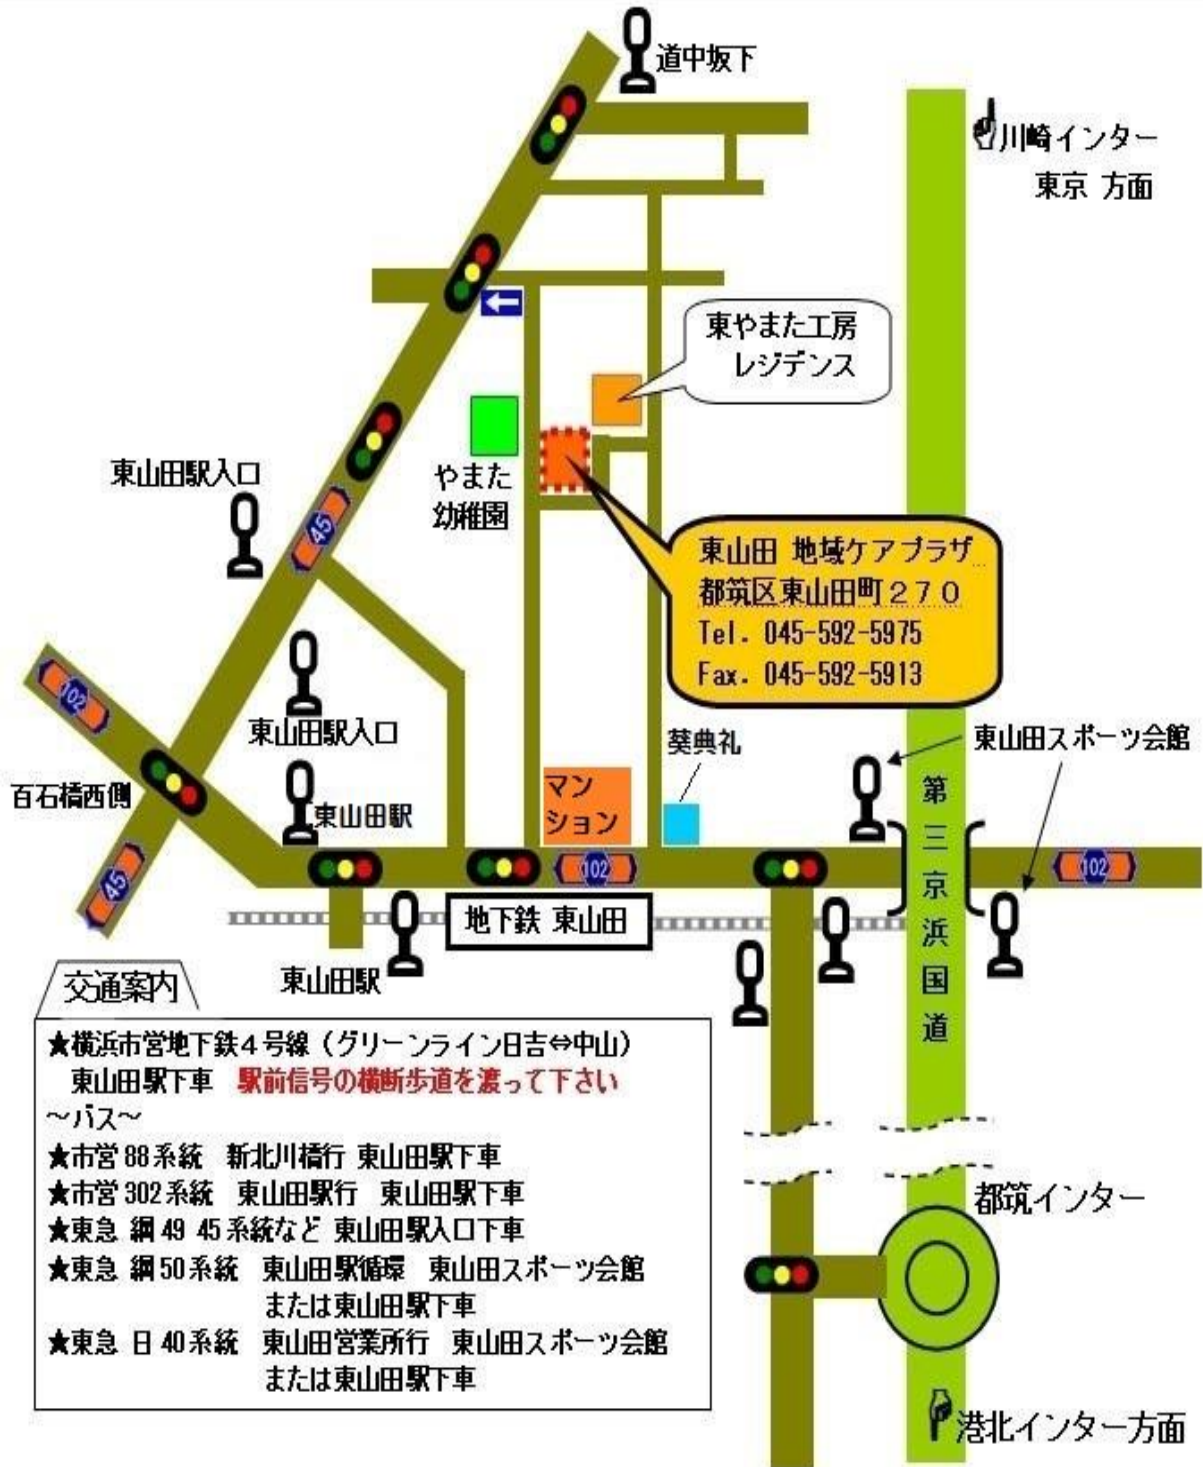 道中坂下
川崎インター
東京 方面
東やまた工房
レジデンス
東山田駅入口
やまた
幼稚園
45
東山田 地域ケアプラザ
都筑区東山田町270
Tel. 045-592-5975
Fax. 045-592-5913
102
東山田駅入口
葵典礼
東山田スポーツ会館
百石橋西側
東山田駅
マン
ション
第三京浜国道
45
102
102
地下鉄 東山田
東山田駅
交通案内
★横浜市営地下鉄4号線(グリーンライン日吉⇔中山)
東山田駅下車 駅前信号の横断歩道を渡って下さい
~バス~
★市営88系統 新北川橋行 東山田駅下車
★市営302系統 東山田駅行 東山田駅下車
★東急 綱49 45系統など 東山田駅入口下車
★東急 綱50系統 東山田駅循環 東山田スポーツ会館
または東山田駅下車
★東急 日40系統 東山田営業所行 東山田スポーツ会館
または東山田駅下車
都筑インター
港北インター方面